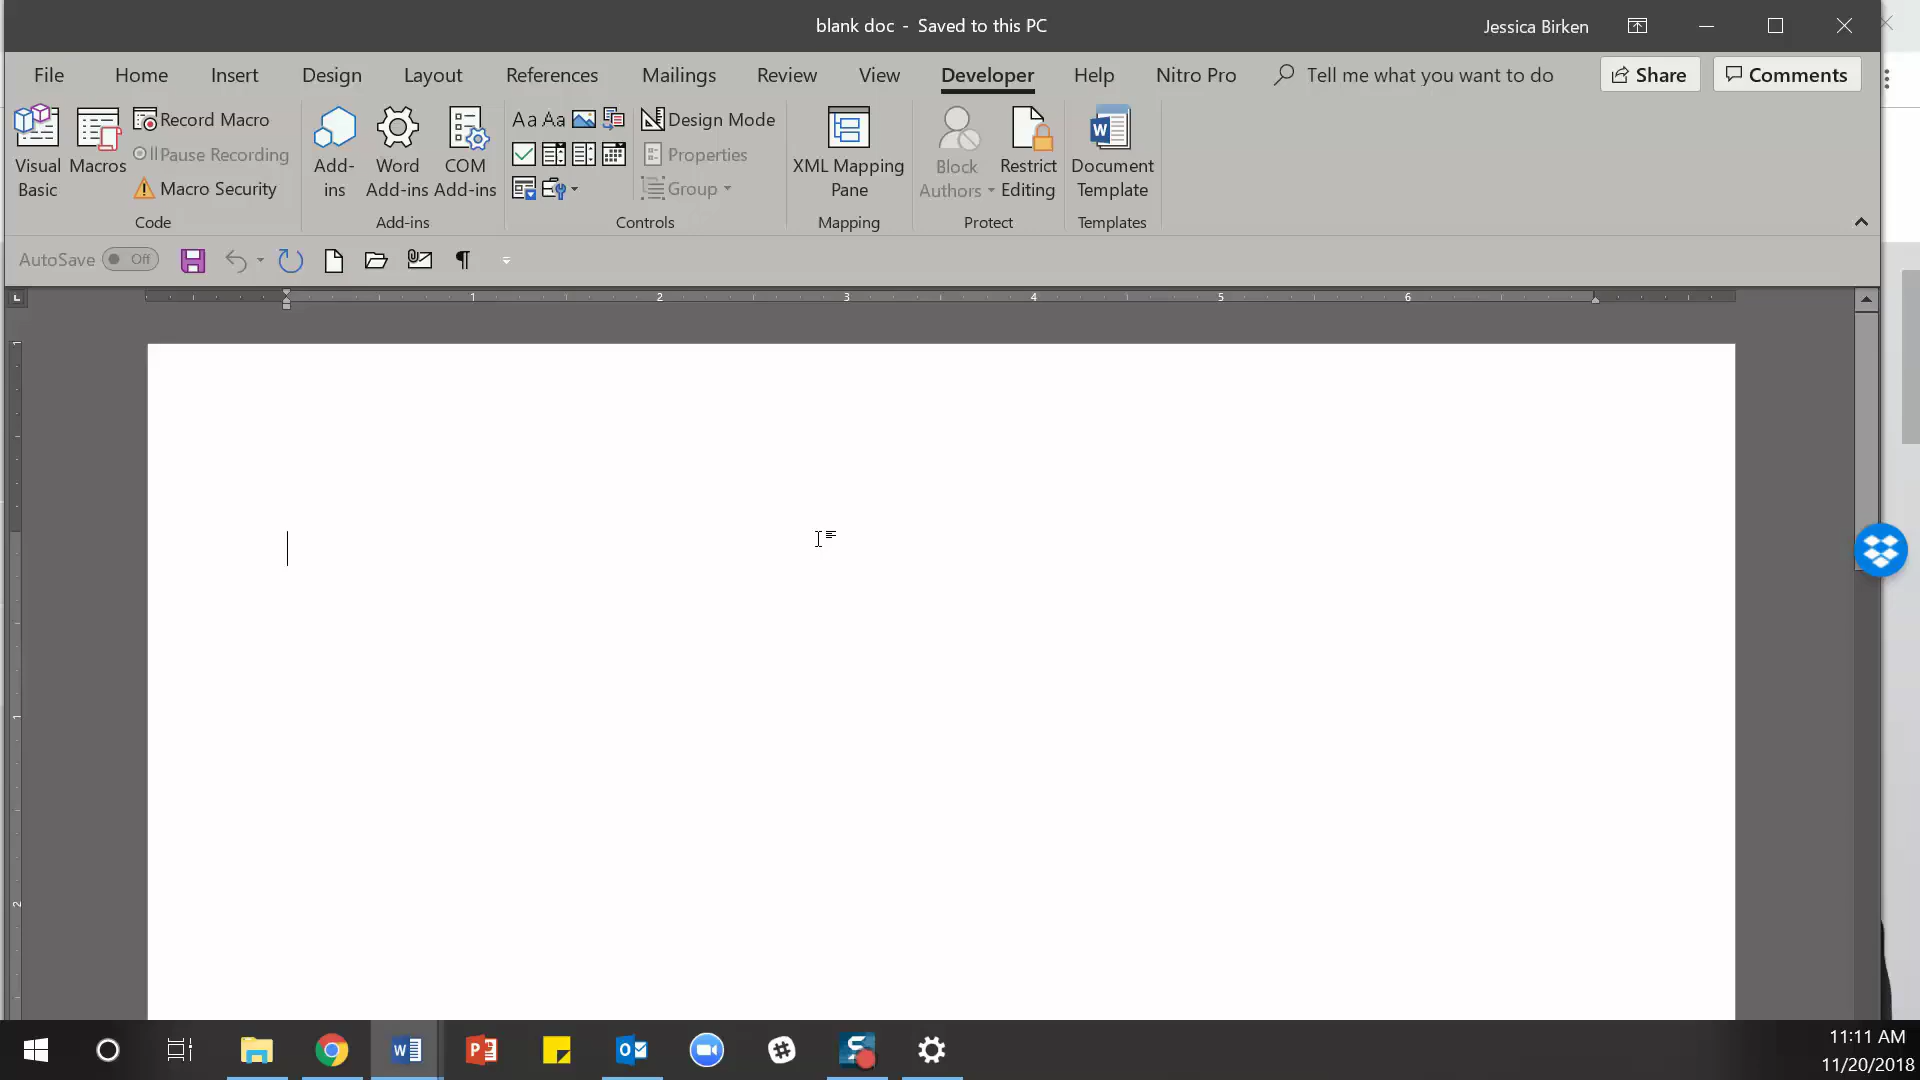 blank doc - Saved to this PC
Jessica Birken
File Home Insert Design Layout References Mailings Review View Developer Help Nitro Pro Tell me what you want to do Share Comments
Visual Basic
Macros
Record Macro
Pause Recording
Macro Security
Code
Add-ins
Word Add-ins
COM Add-ins
Add-ins
Aa Aa
Design Mode
Properties
Group
Controls
XML Mapping Pane
Mapping
Block Authors
Restrict Editing
Protect
Document Template
Templates
AutoSave Off
1 2 3 4 5 6
1
1
2
11:11 AM
11/20/2018